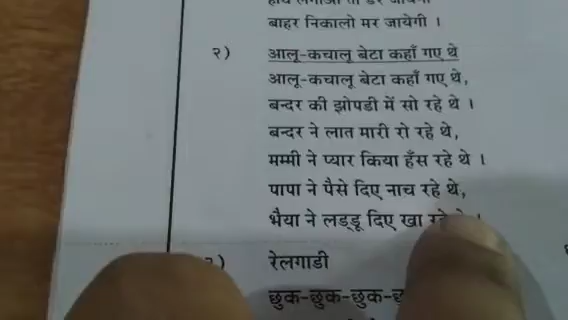 बाहर निकालो मर जायेगी ।
२) आलू-कचालू बेटा कहाँ गए थे
आलू-कचालू बेटा कहाँ गए थे,
बन्दर की झोपडी में सो रहे थे ।
बन्दर ने लात मारी रो रहे थे,
मम्मी ने प्यार किया हँस रहे थे ।
पापा ने पैसे दिए नाच रहे थे,
भैया ने लड्डू दिए खा रहे थे ।
रेलगाडी
छुक-छुक-छुक-